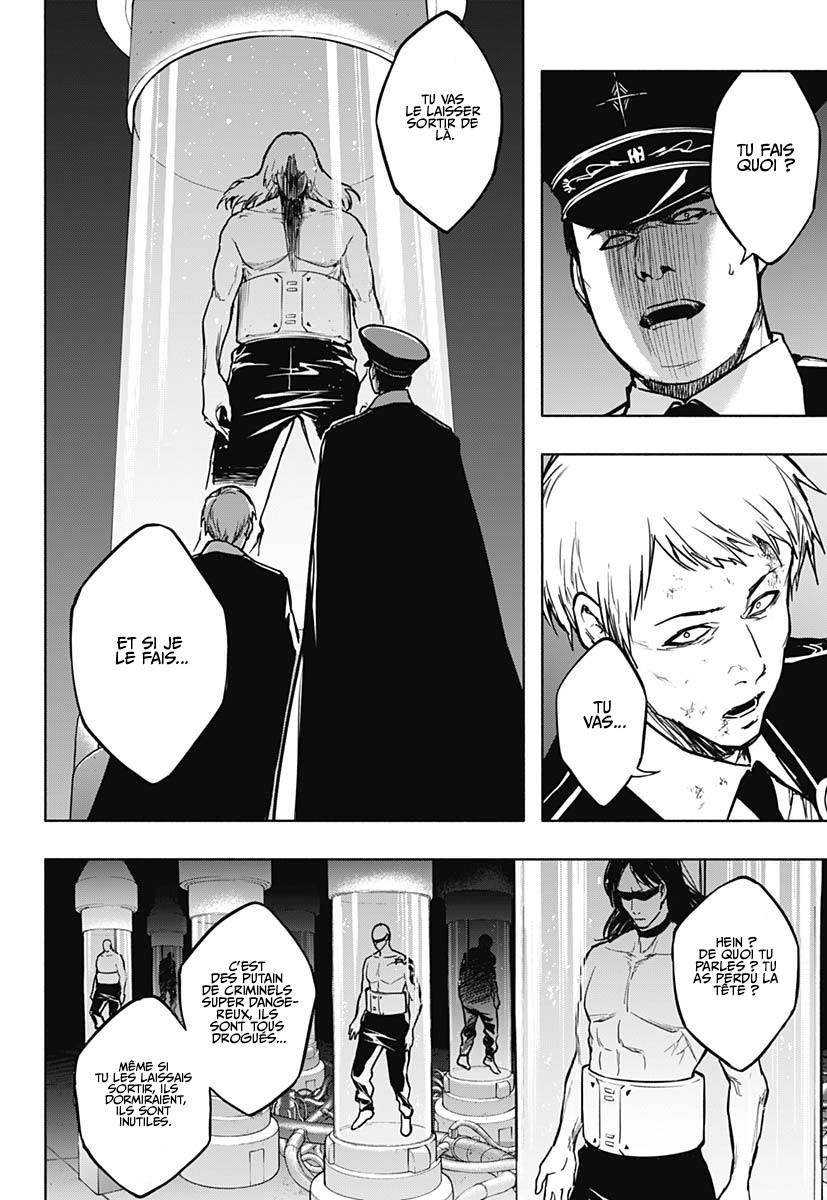 TU FAIS
QUOI ?
TU VAS
LE LAISSER
SORTIR DE
LÀ.
TU
VAS...
ET SI JE
LE FAIS...
HEIN ?
DE QUOI TU
PARLES ? TU
AS PERDU LA
TÊTE ?
C'EST
DES PUTAIN
DE CRIMINELS
SUPER DANGE-
REUX, ILS
SONT TOUS
DROGUÉS...
MÊME SI
TU LES LAISSAIS
SORTIR, ILS
DORMIRAIENT,
ILS SONT
INUTILES.